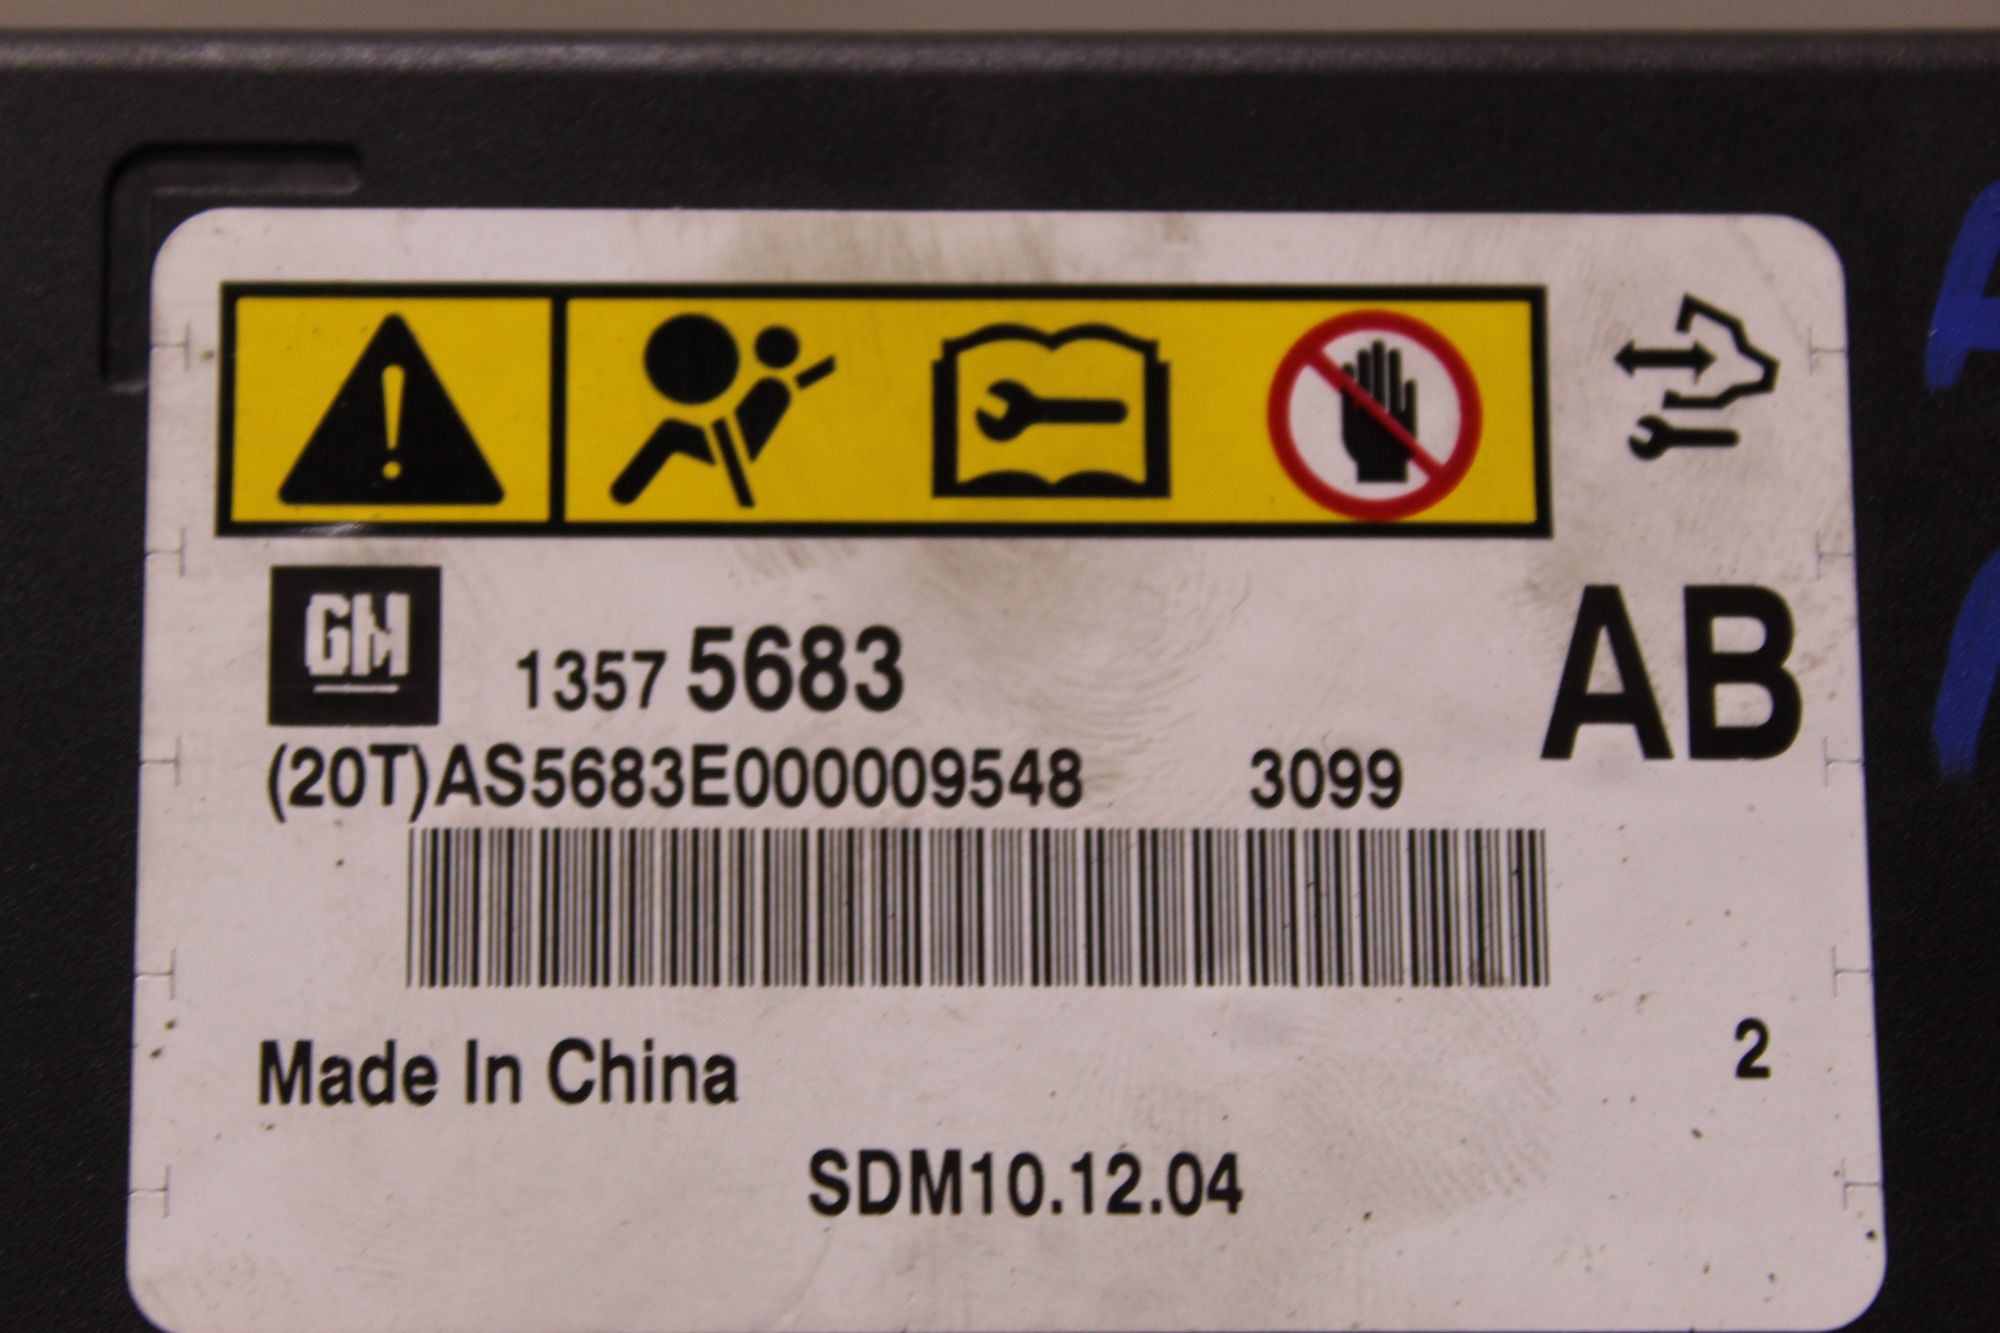 GM
1357 5683
AB
(20T)AS5683E000009548 3099
Made In China
2
SDM10.12.04